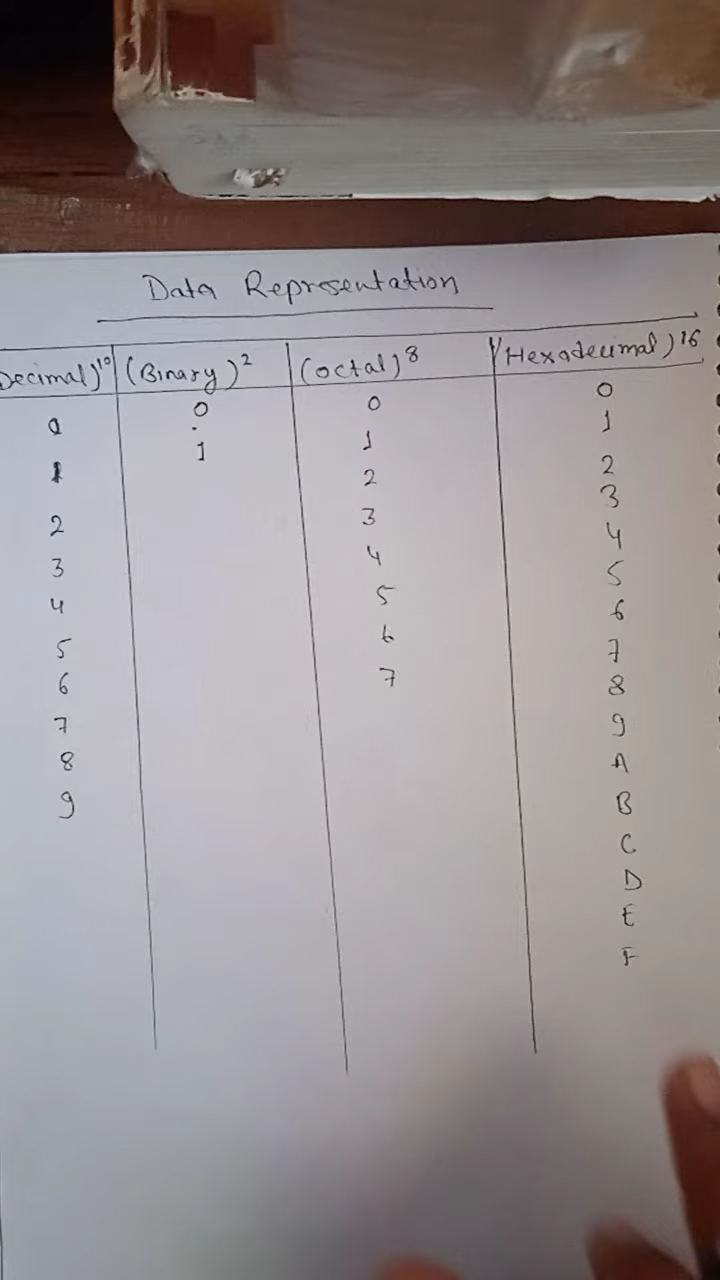 Data Representation
Decimal)¹⁰ (Binary)² (octal)⁸ (Hexadecimal)¹⁶
0 0 0 0
1 1 1 1
2 2 2
3 3 3
4 4 4
5 5 5
6 6 6
7 7 7
8 8
9 9
A
B
C
D
E
F